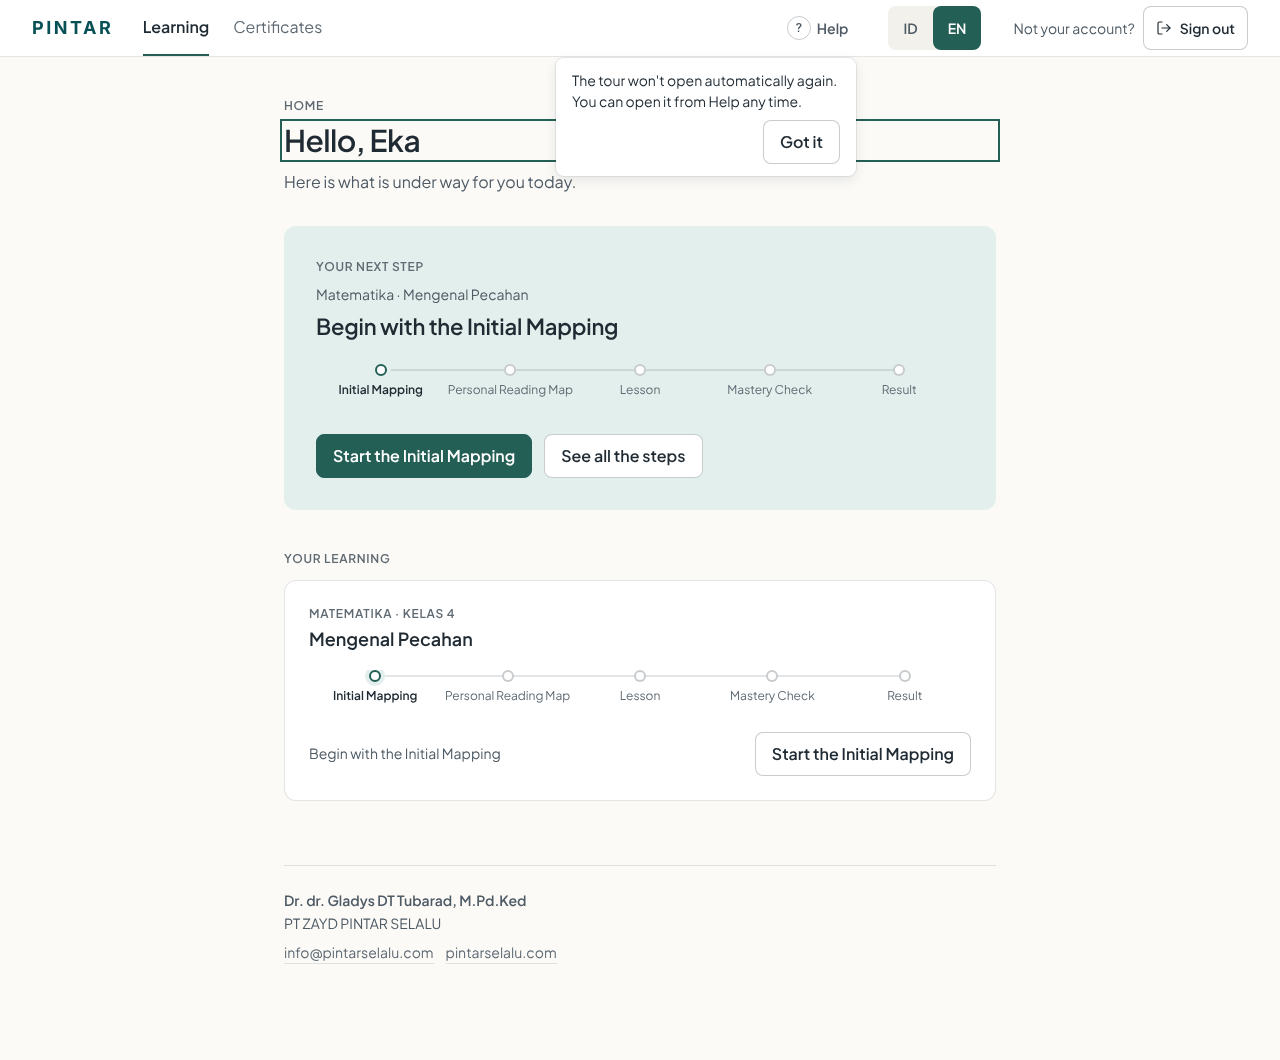 PINTAR
Learning
Certificates
?
Help
ID
EN
Not your account?
Sign out
The tour won't open automatically again.
You can open it from Help any time.
Got it
HOME
Hello, Eka
Here is what is under way for you today.
YOUR NEXT STEP
Matematika · Mengenal Pecahan
Begin with the Initial Mapping
Initial Mapping
Personal Reading Map
Lesson
Mastery Check
Result
Start the Initial Mapping
See all the steps
YOUR LEARNING
MATEMATIKA · KELAS 4
Mengenal Pecahan
Initial Mapping
Personal Reading Map
Lesson
Mastery Check
Result
Begin with the Initial Mapping
Start the Initial Mapping
Dr. dr. Gladys DT Tubarad, M.Pd.Ked
PT ZAYD PINTAR SELALU
info@pintarselalu.com
pintarselalu.com